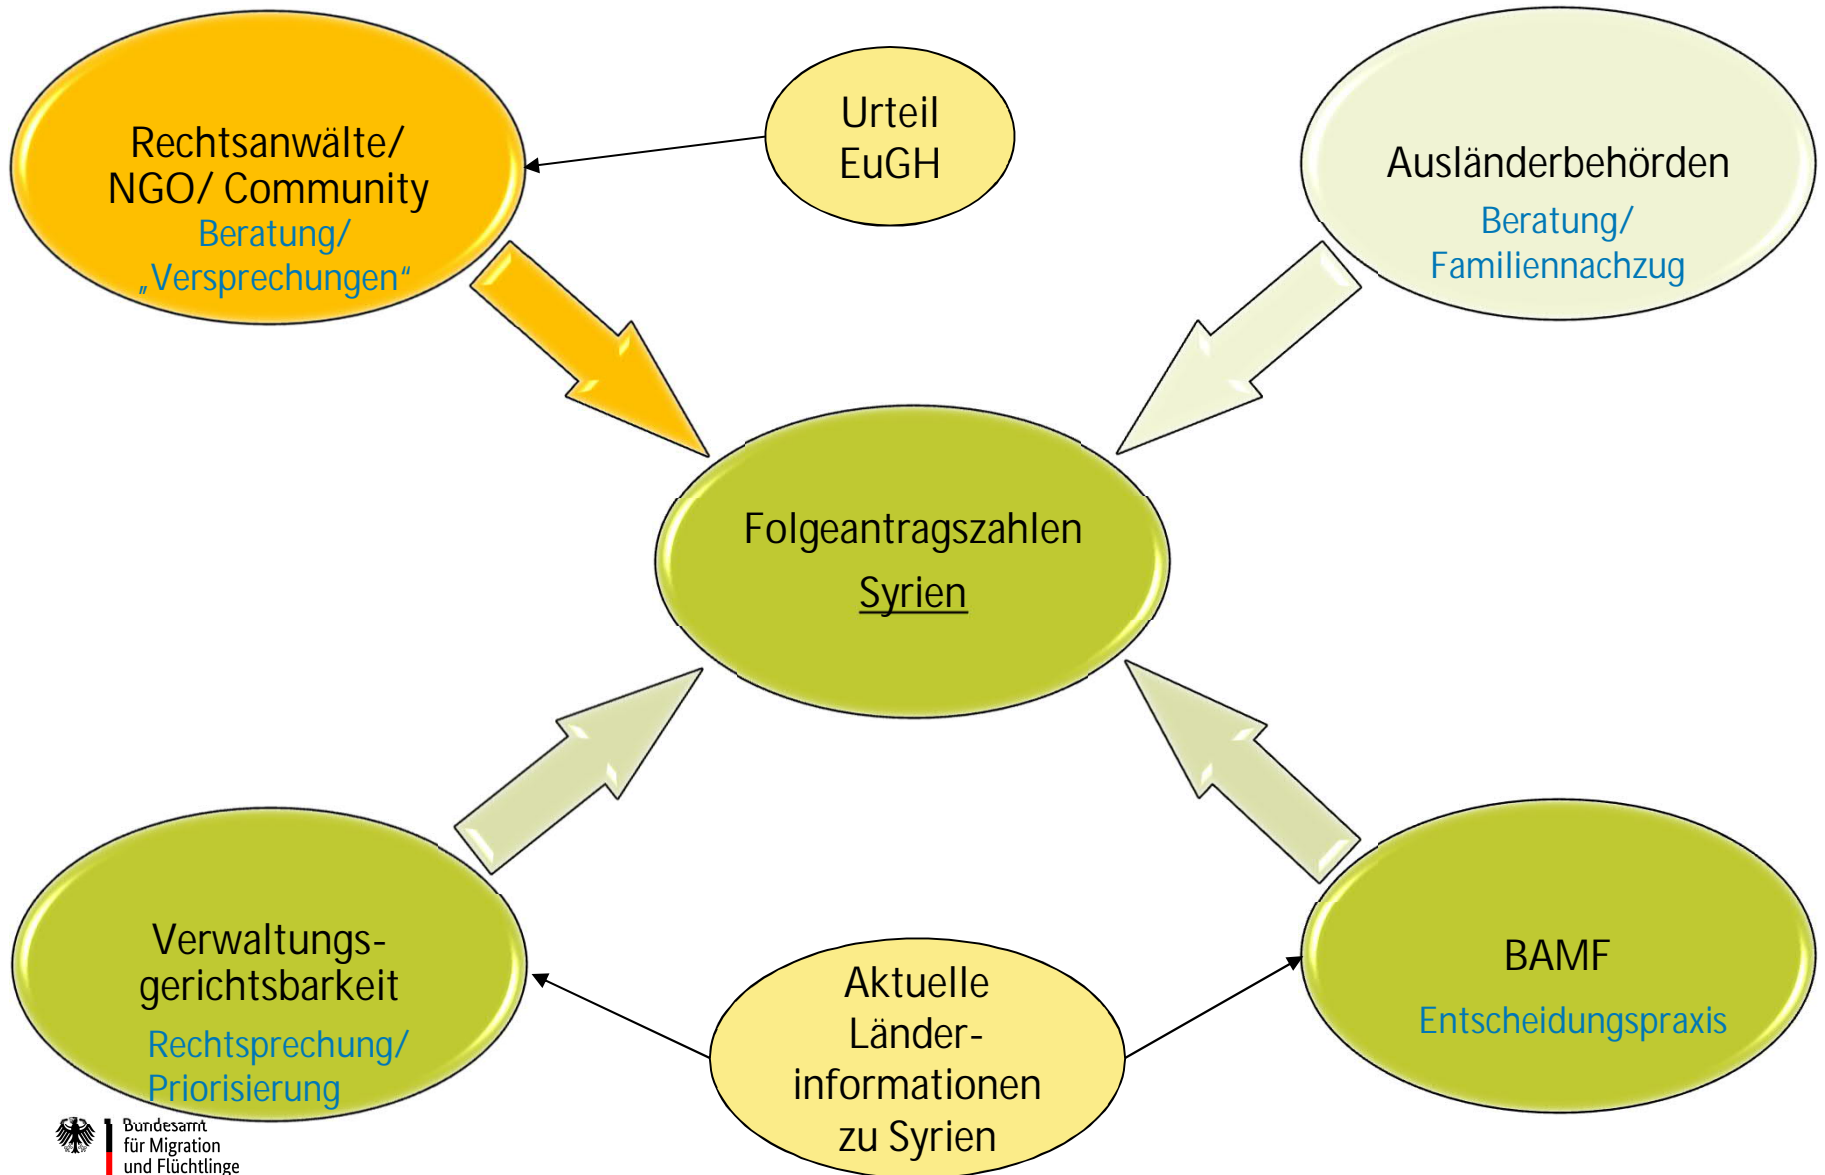 Rechtsanwälte/
NGO/ Community
Beratung/
„Versprechungen“
Urteil
EuGH
Ausländerbehörden
Beratung/
Familiennachzug
Folgeantragszahlen
Syrien
Verwaltungs-
gerichtsbarkeit
Rechtsprechung/
Priorisierung
Aktuelle
Länder-
informationen
zu Syrien
BAMF
Entscheidungspraxis
Bundesamt
für Migration
und Flüchtlinge